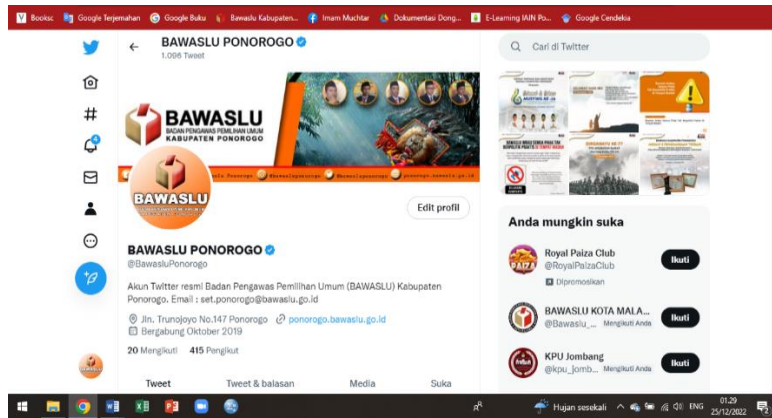 Booksc Google Terjemahan Google Buku Bawaslu Kabupaten... Imam Muchtar Dokumentasi Dong... E-Learning IAIN Po... Google Cendekia
BAWASLU PONOROGO
1.096 Tweet
Cari di Twitter
BAWASLU
BADAN PENGAWAS PEMILIHAN UMUM
KABUPATEN PONOROGO
BAWASLU
Edit profil
BAWASLU PONOROGO
@BawasluPonorogo
Akun Twitter resmi Badan Pengawas Pemilihan Umum (BAWASLU) Kabupaten
Ponorogo. Email : set.ponorogo@bawaslu.go.id
Jln. Trunojoyo No.147 Ponorogo ponorogo.bawaslu.go.id
Bergabung Oktober 2019
20 Mengikuti 415 Pengikut
Tweet Tweet & balasan Media Suka
Anda mungkin suka
Royal Paiza Club
@RoyalPaizaClub
Dipromosikan
Ikuti
BAWASLU KOTA MALA...
@Bawaslu_... Mengikuti Anda
Ikuti
KPU Jombang
@kpu_jomb... Mengikuti Anda
Ikuti
Hujan sesekali ENG 01.29
25/12/2022